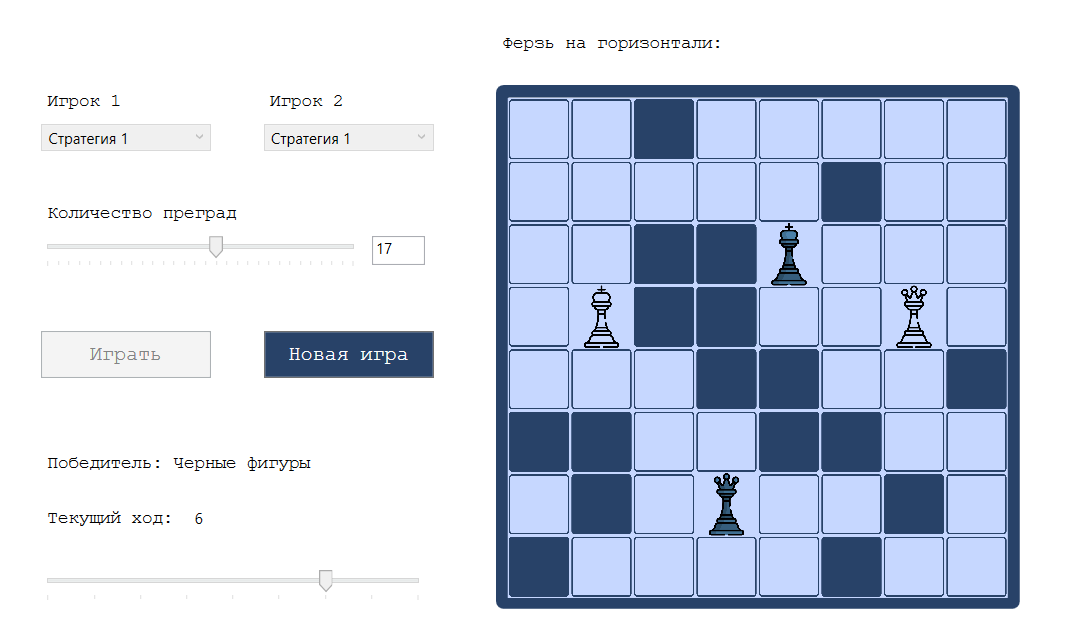 Ферзь на горизонтали:
Игрок 1
Игрок 2
Стратегия 1
Стратегия 1
Количество преград
17
Играть
Новая игра
Победитель: Черные фигуры
Текущий ход: 6